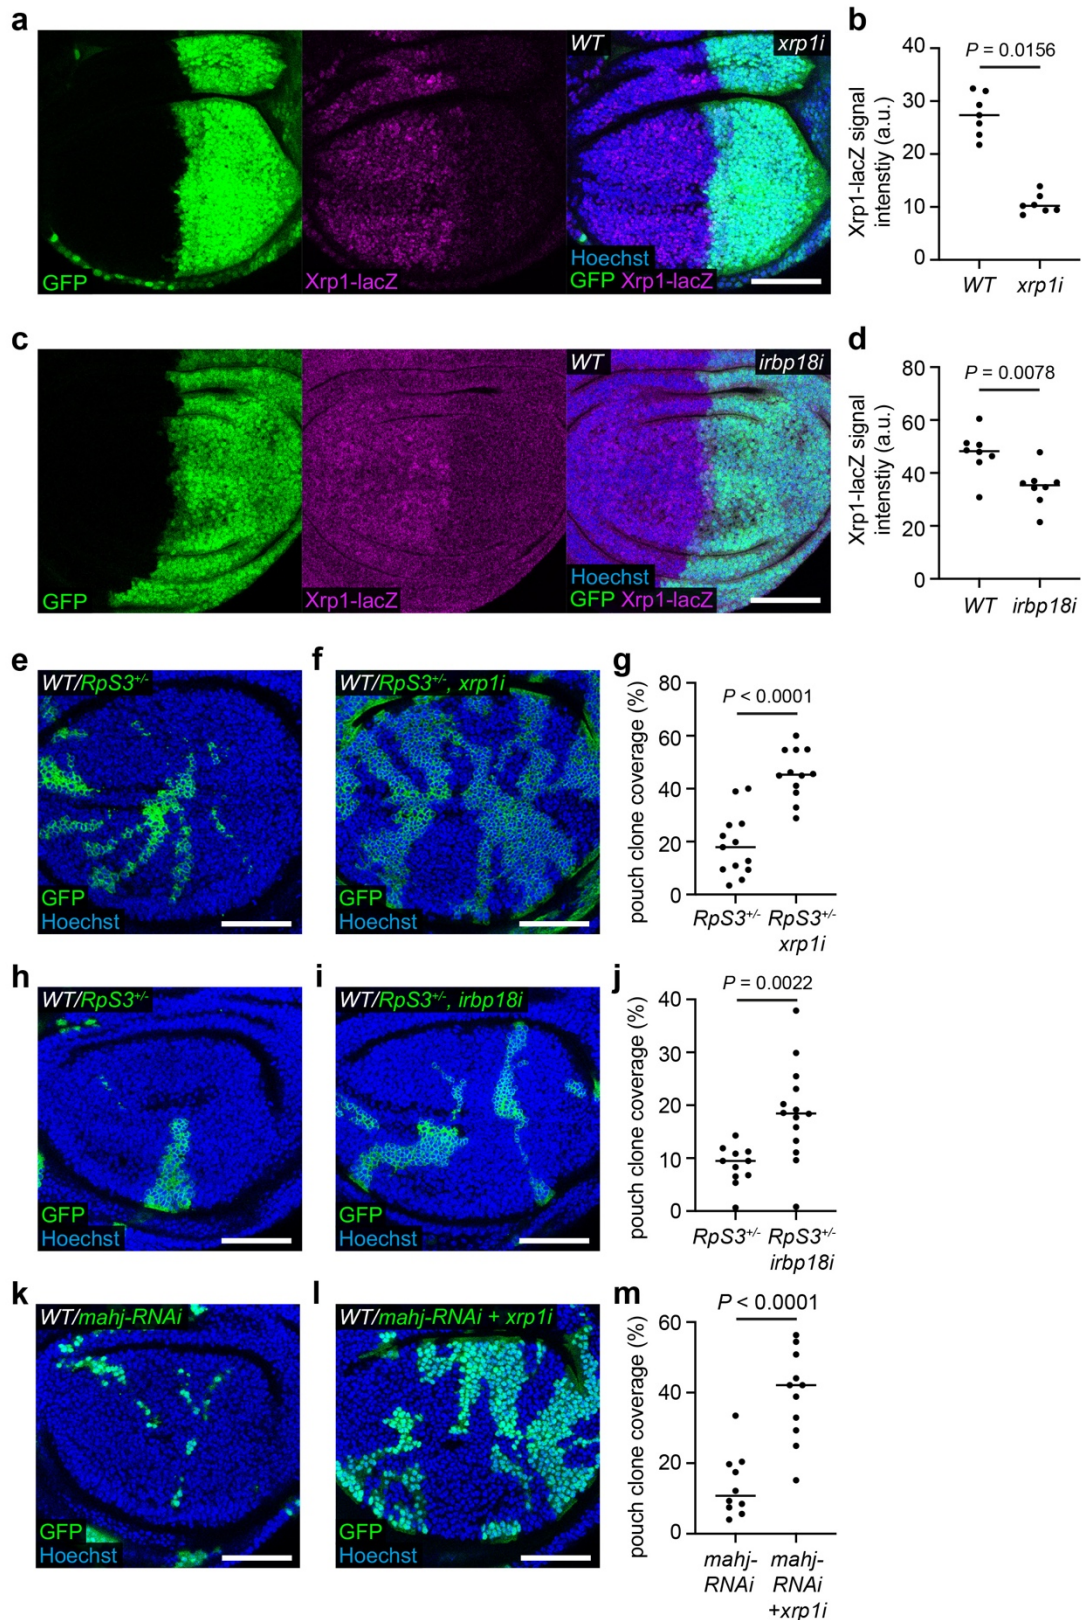 a
GFP
Xrp1-lacZ
WT
xrp1i
Hoechst
GFP Xrp1-lacZ
b
Xrp1-lacZ signal
intenstiy (a.u.)
P = 0.0156
40
30
20
10
0
WT
xrp1i
c
GFP
Xrp1-lacZ
WT
irbp18i
Hoechst
GFP Xrp1-lacZ
d
Xrp1-lacZ signal
intenstiy (a.u.)
P = 0.0078
80
60
40
20
0
WT
irbp18i
e
WT/RpS3+/-
GFP
Hoechst
f
WT/RpS3+/-, xrp1i
GFP
Hoechst
g
pouch clone coverage (%)
P < 0.0001
80
60
40
20
0
RpS3+/-
RpS3+/-
xrp1i
h
WT/RpS3+/-
GFP
Hoechst
i
WT/RpS3+/-, irbp18i
GFP
Hoechst
j
pouch clone coverage (%)
P = 0.0022
40
30
20
10
0
RpS3+/-
RpS3+/-
irbp18i
k
WT/mahj-RNAi
GFP
Hoechst
l
WT/mahj-RNAi + xrp1i
GFP
Hoechst
m
pouch clone coverage (%)
P < 0.0001
60
40
20
0
mahj-
RNAi
mahj-
RNAi
+xrp1i